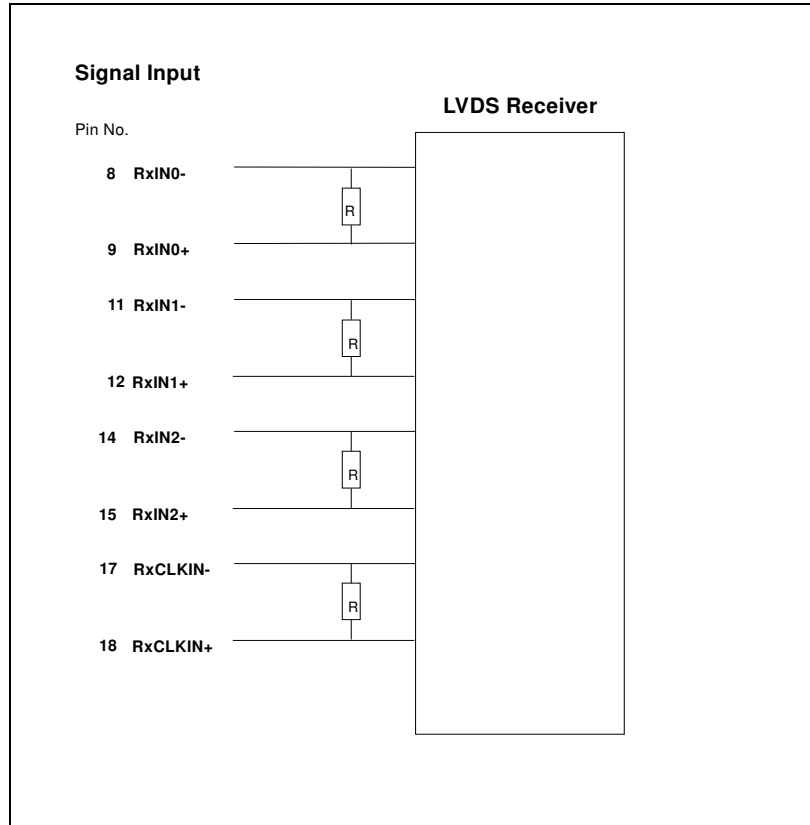 Signal Input
LVDS Receiver
Pin No.
8 RxIN0-
R
9 RxIN0+
11 RxIN1-
R
12 RxIN1+
14 RxIN2-
R
15 RxIN2+
17 RxCLKIN-
R
18 RxCLKIN+